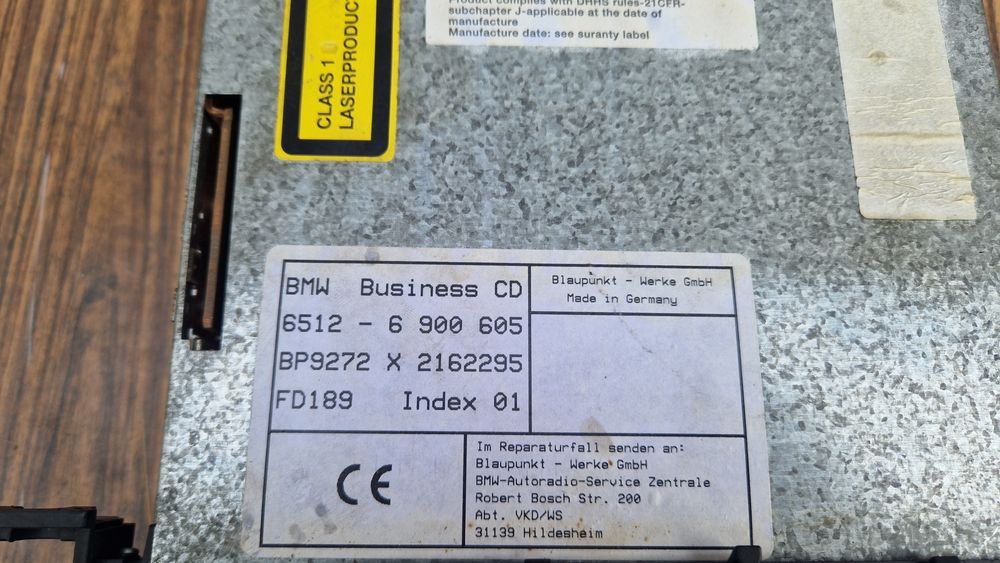 Product complies with DHHS rules-21CFR-
subchapter J-applicable at the date of
manufacture
Manufacture date: see suranty label
CLASS 1
LASERPRODUC
BMW Business CD
6512 - 6 900 605
BP9272 X 2162295
FD189 Index 01
Blaupunkt - Werke GmbH
Made in Germany
CE
Im Reparaturfall senden an:
Blaupunkt - Werke GmbH
BMW-Autoradio-Service Zentrale
Robert Bosch Str. 200
Abt. VKD/WS
31139 Hildesheim